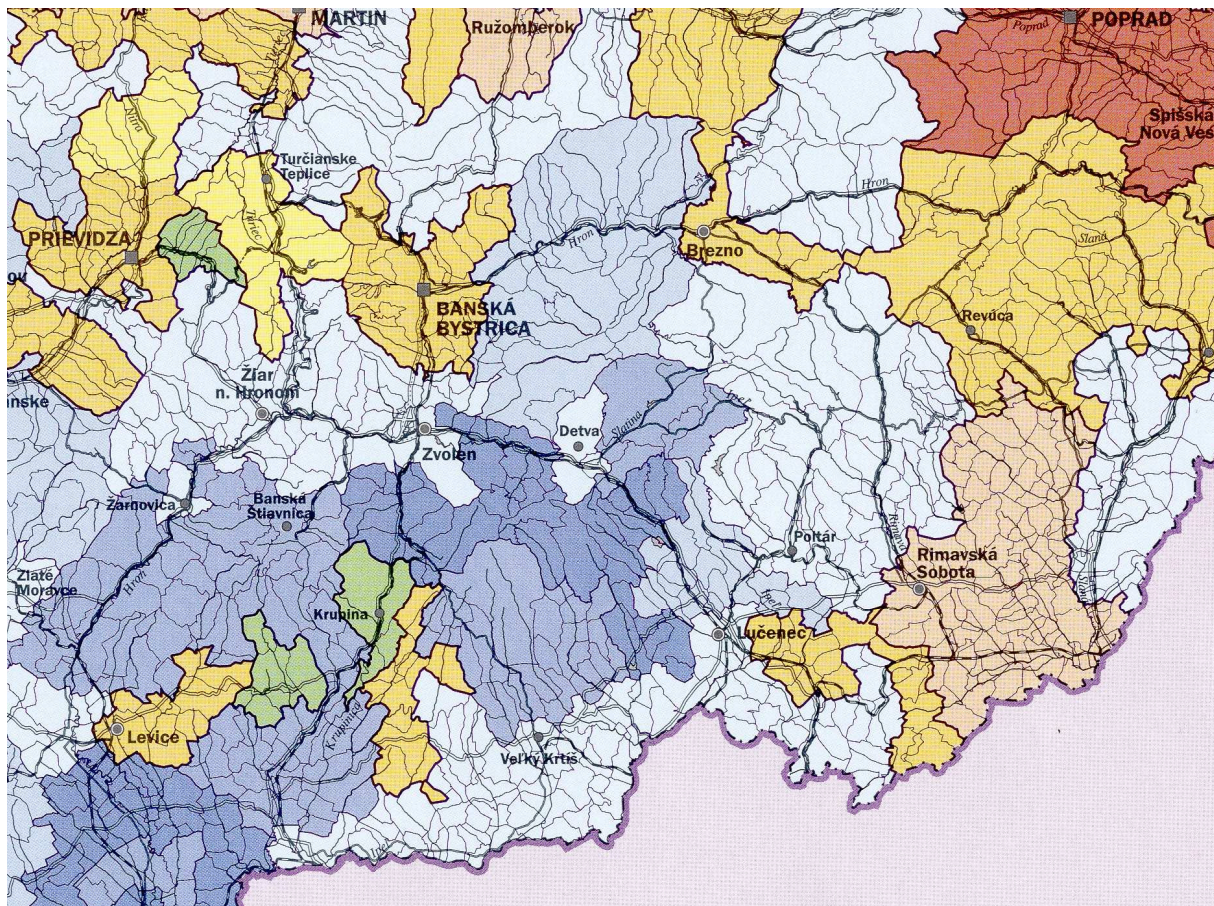 MARTIN
Ružomberok
Poprad
POPRAD
Spišská
Nová Ves
Nitra
Turčianske
Teplice
Turiec
Hron
PRIEVIDZA
Hron
Brezno
Slaná
BANSKÁ
BYSTRICA
Revúca
Žiar
n. Hronom
anske
Ipeľ
Slatina
Detva
Zvolen
Žarnovica
Banská
Štiavnica
Rimava
Poltár
Zlaté
Moravce
Hron
Rimavská
Sobota
Krupina
Ipeľ
Lučenec
Levice
Krupinica
Veľký Krtíš